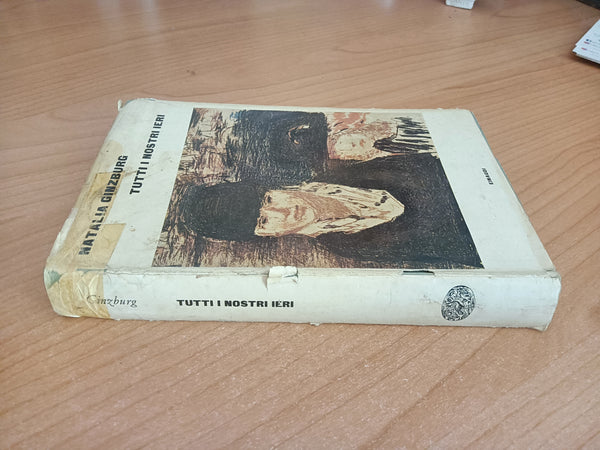 NATALIA GINZBURG
TUTTI I NOSTRI IERI
EINAUDI
Ginzburg
TUTTI I NOSTRI IERI